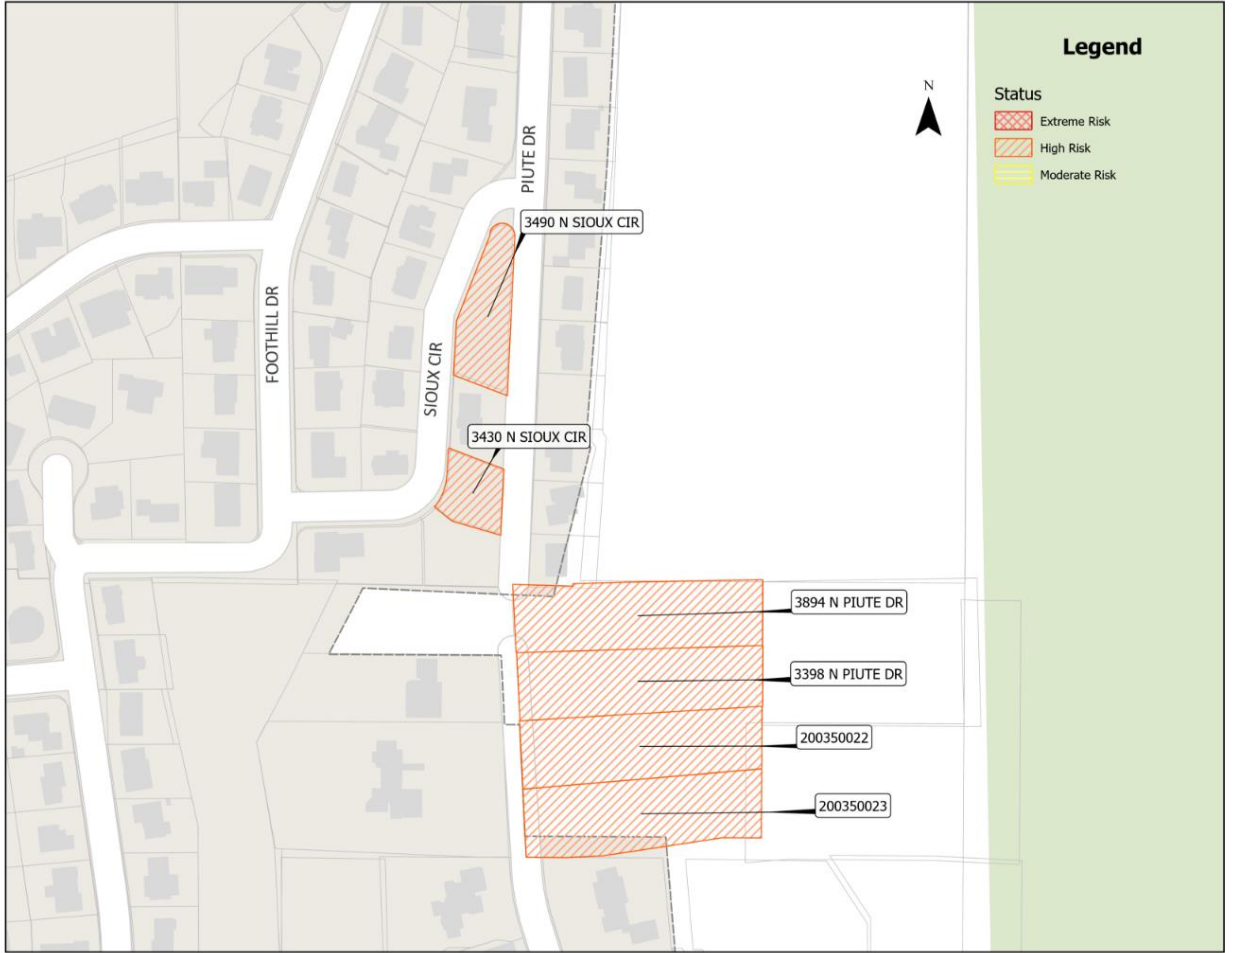 Legend
N
Status
Extreme Risk
High Risk
Moderate Risk
PIUTE DR
3490 N SIOUX CIR
FOOTHILL DR
SIOUX CIR
3430 N SIOUX CIR
3894 N PIUTE DR
3398 N PIUTE DR
200350022
200350023